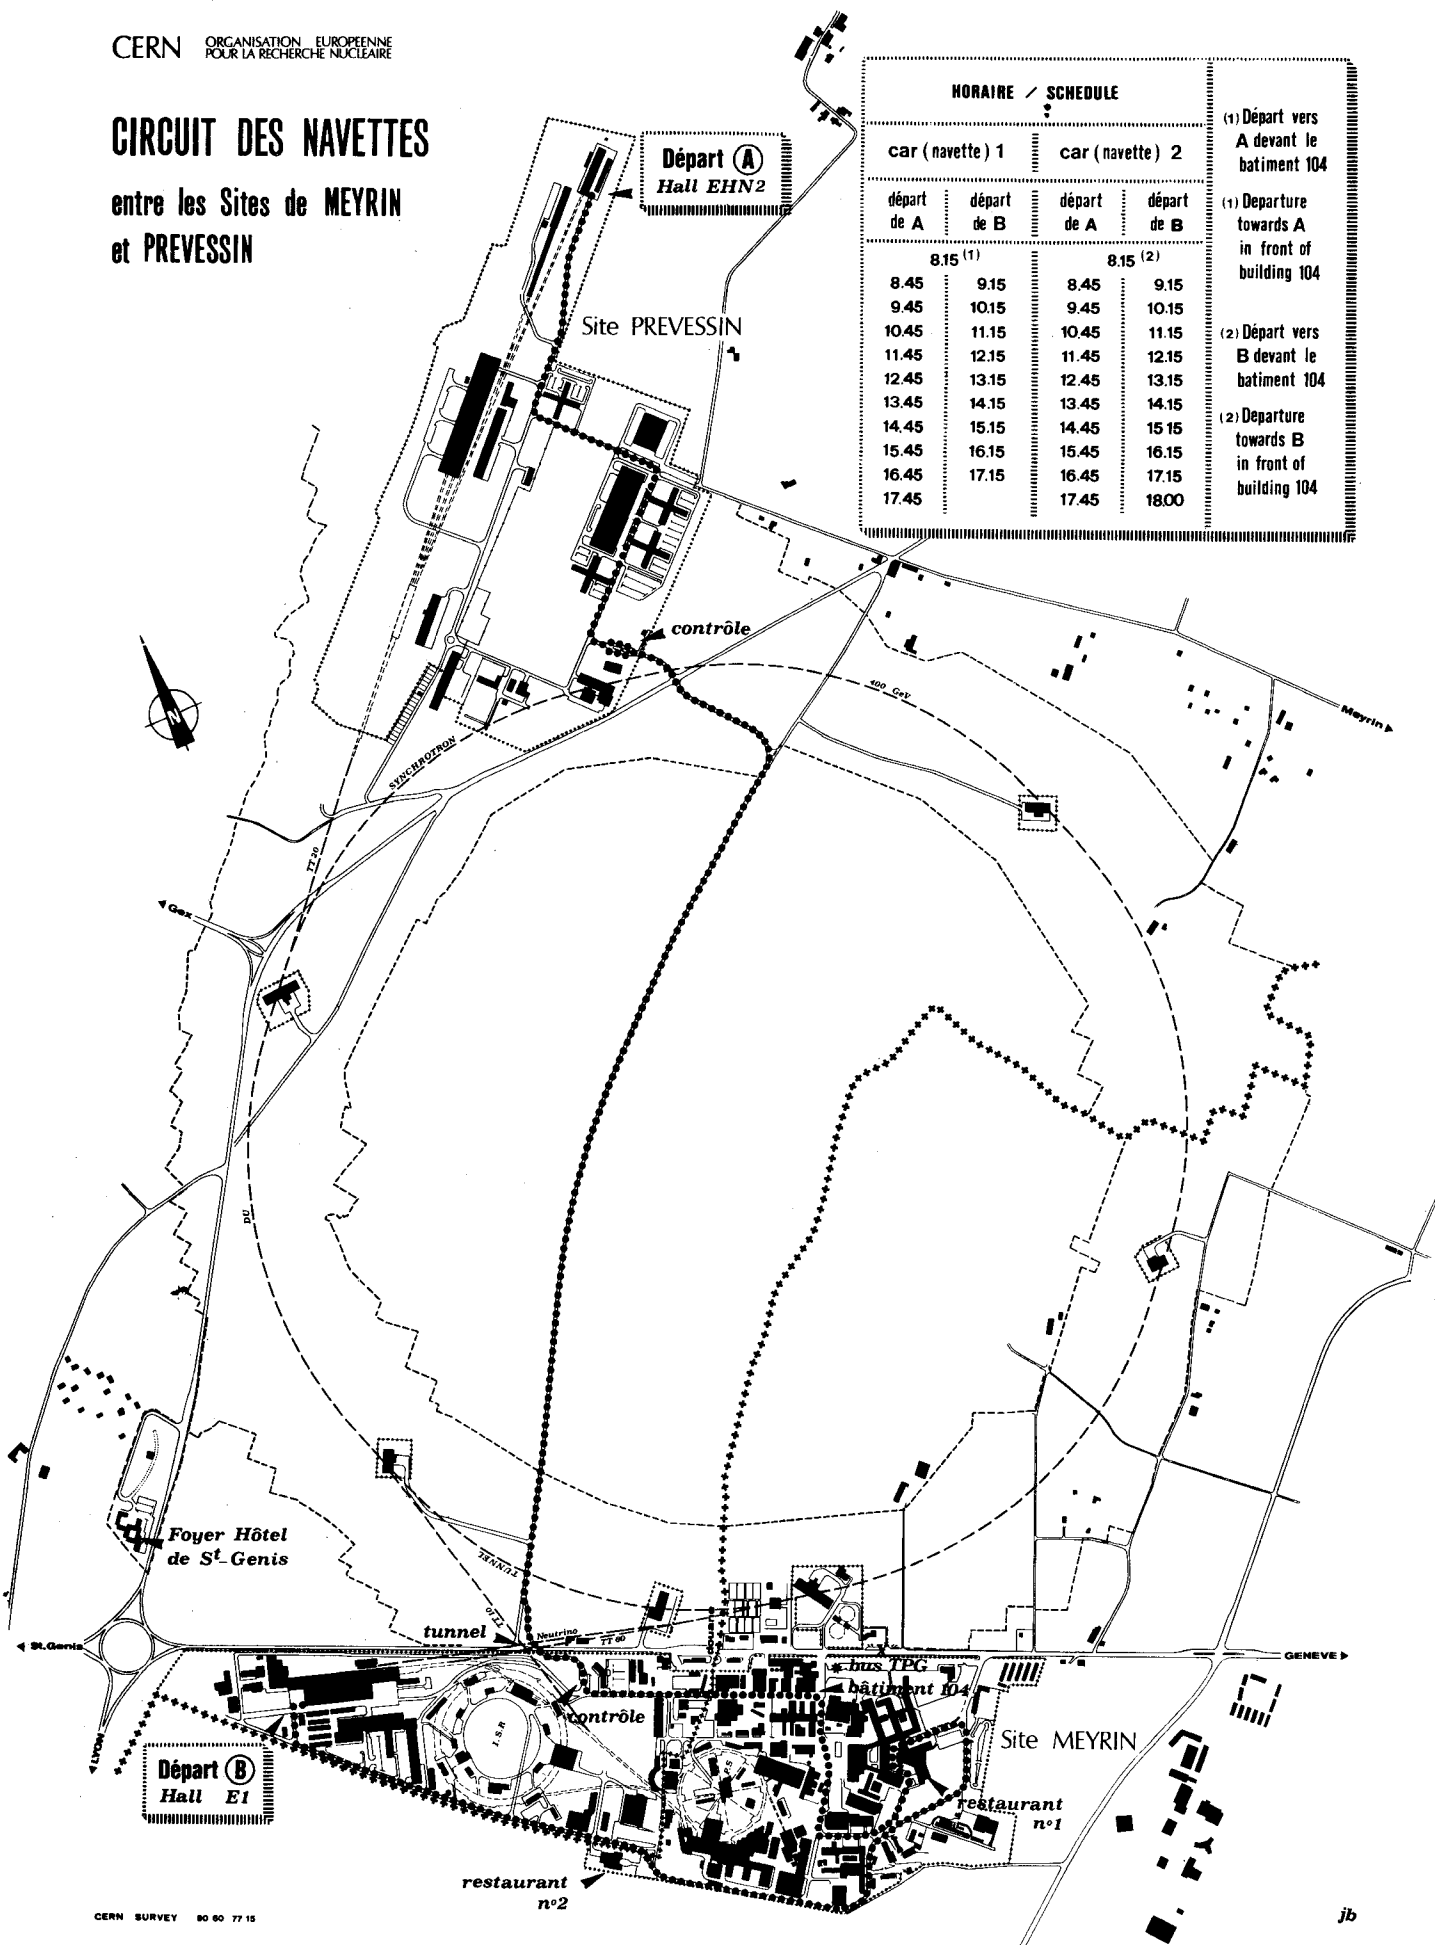 CERN ORGANISATION EUROPEENNE
POUR LA RECHERCHE NUCLEAIRE
CIRCUIT DES NAVETTES
entre les Sites de MEYRIN
et PREVESSIN
Départ A
Hall EHN2
HORAIRE / SCHEDULE
car (navette) 1 car (navette) 2
départ de A départ de B départ de A départ de B
8.15 (1) 8.15 (2)
8.45 9.15 8.45 9.15
9.45 10.15 9.45 10.15
10.45 11.15 10.45 11.15
11.45 12.15 11.45 12.15
12.45 13.15 12.45 13.15
13.45 14.15 13.45 14.15
14.45 15.15 14.45 15 15
15.45 16.15 15.45 16.15
16.45 17.15 16.45 17.15
17.45 17.45 18.00
(1) Départ vers
A devant le
batiment 104
(1) Departure
towards A
in front of
building 104
(2) Départ vers
B devant le
batiment 104
(2) Departure
towards B
in front of
building 104
Site PREVESSIN
contrôle
400 GeV
Meyrin
N
SYNCHROTRON
TT 20
Gex
DU
Foyer Hôtel
de St-Genis
TUNNEL
TT 10
tunnel
Neutrino
TT 60
douane
St. Genis
GENEVE
bus TPG
bâtiment 104
contrôle
I.S.R
P.S
LYON
Site MEYRIN
Départ B
Hall E1
restaurant
n°1
restaurant
n°2
CERN SURVEY 80 60 77 15
jb